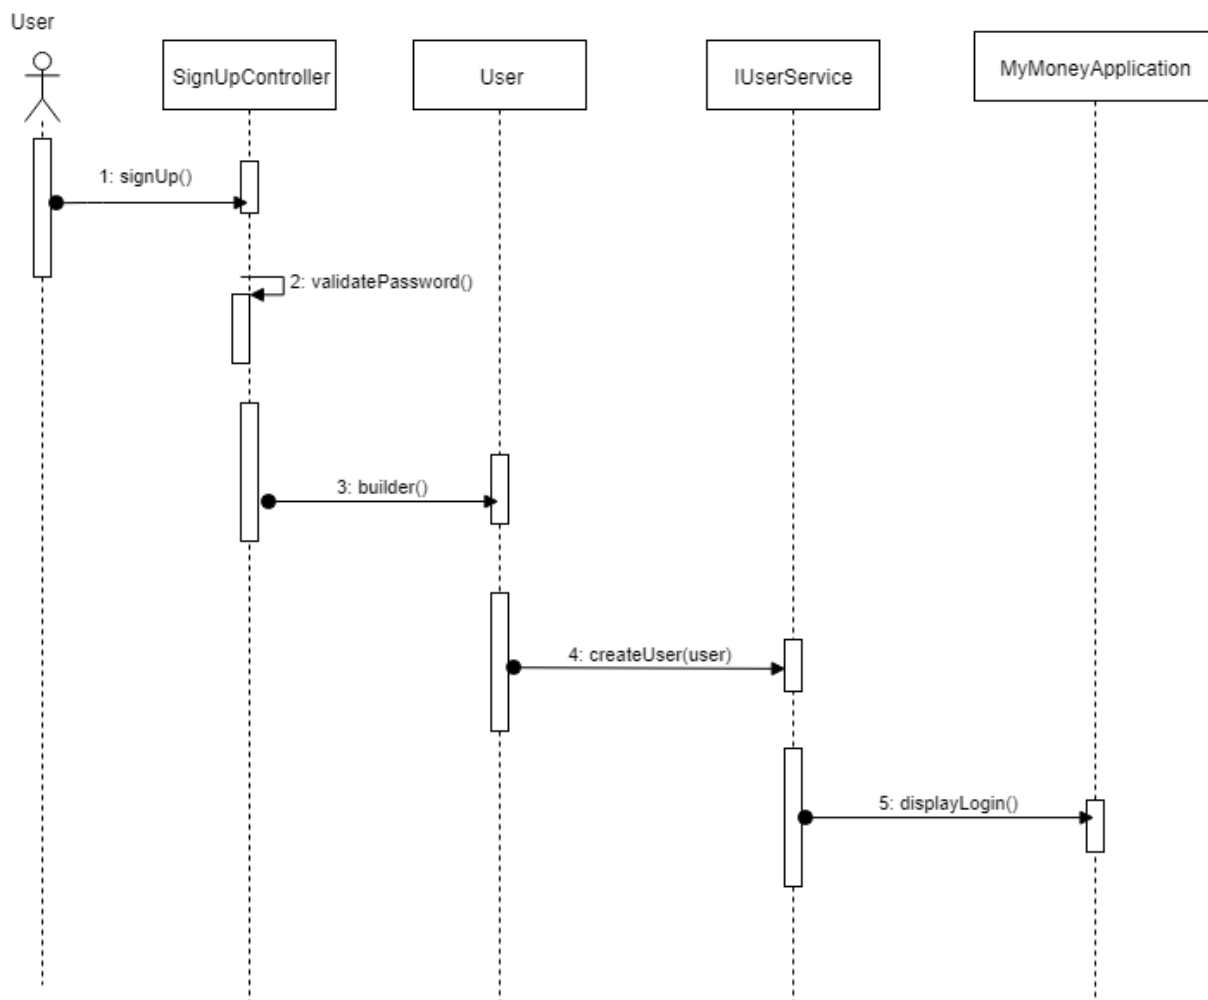 User
SignUpController
User
IUserService
MyMoneyApplication
1: signUp()
2: validatePassword()
3: builder()
4: createUser(user)
5: displayLogin()